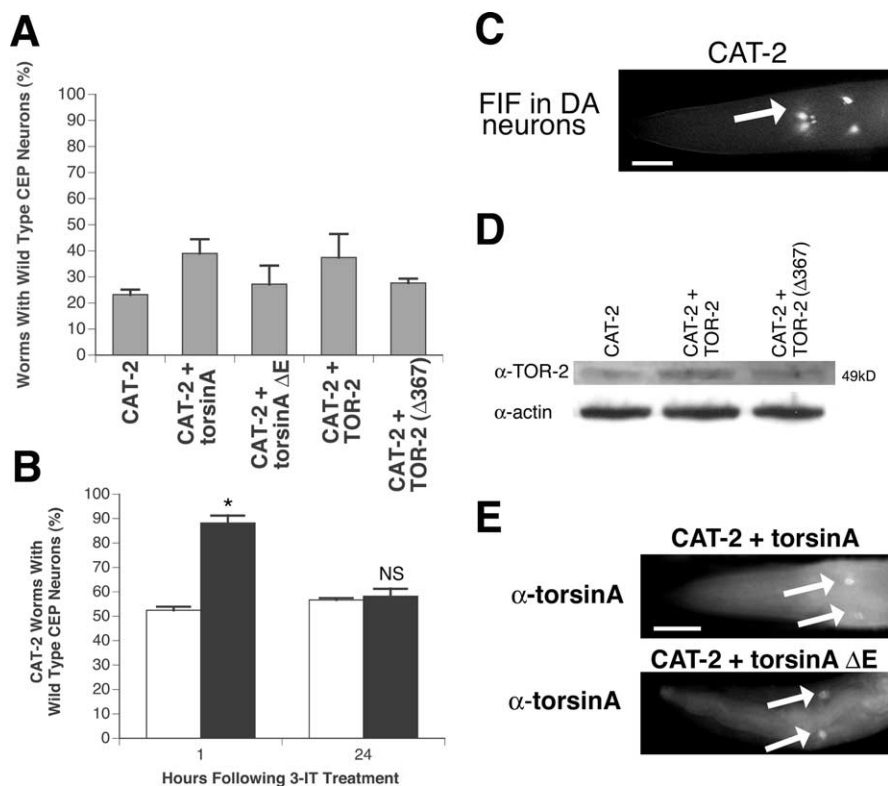 A
Worms With Wild Type CEP Neurons (%)
100
90
80
70
60
50
40
30
20
10
0
CAT-2
CAT-2 +
torsinA
CAT-2 +
torsinA ΔE
CAT-2 +
TOR-2
CAT-2 +
TOR-2 (Δ367)
B
CAT-2 Worms With
Wild Type CEP Neurons (%)
100
90
80
70
60
50
40
30
20
10
0
*
NS
1
24
Hours Following 3-IT Treatment
C
CAT-2
FIF in DA
neurons
D
CAT-2
CAT-2 +
TOR-2
CAT-2 +
TOR-2 (Δ367)
α-TOR-2
49kD
α-actin
E
CAT-2 + torsinA
α-torsinA
CAT-2 + torsinA ΔE
α-torsinA